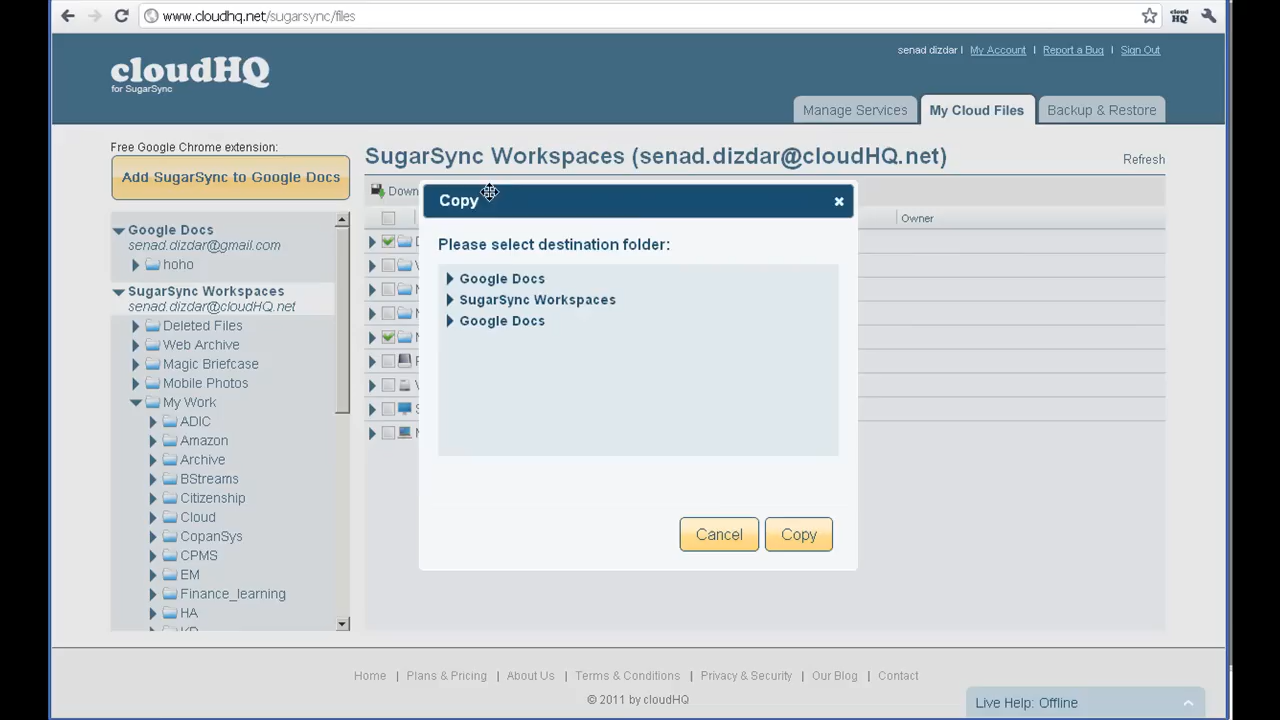 www.cloudhq.net/sugarsync/files
cloud HQ
senad dizdar | My Account | Report a Bug | Sign Out
cloudHQ
for SugarSync
Manage Services My Cloud Files Backup & Restore
Free Google Chrome extension:
Add SugarSync to Google Docs
SugarSync Workspaces (senad.dizdar@cloudHQ.net)
Refresh
Down
Owner
Google Docs
senad.dizdar@gmail.com
hoho
SugarSync Workspaces
senad.dizdar@cloudHQ.net
Deleted Files
Web Archive
Magic Briefcase
Mobile Photos
My Work
ADIC
Amazon
Archive
BStreams
Citizenship
Cloud
CopanSys
CPMS
EM
Finance_learning
HA
Copy
Please select destination folder:
Google Docs
SugarSync Workspaces
Google Docs
Cancel Copy
Home | Plans & Pricing | About Us | Terms & Conditions | Privacy & Security | Our Blog | Contact
© 2011 by cloudHQ
Live Help: Offline